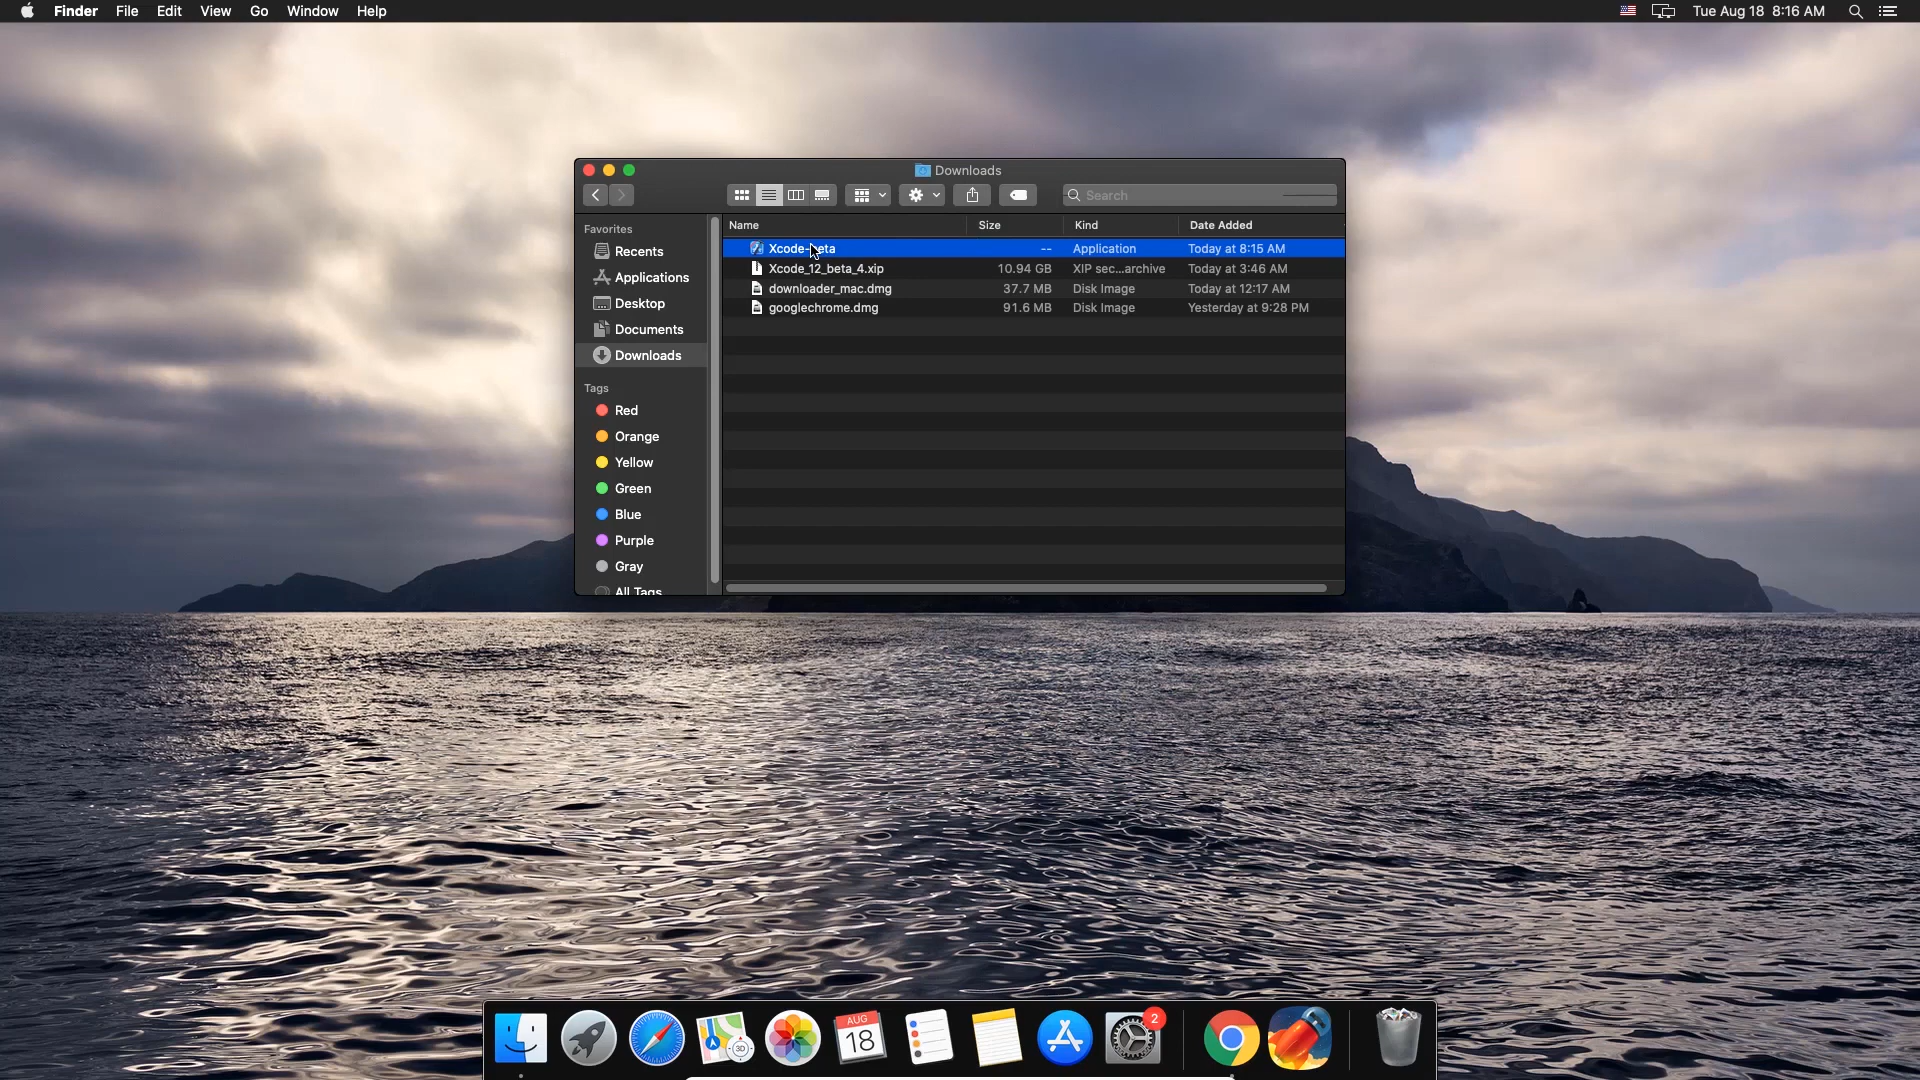 Finder File Edit View Go Window Help Tue Aug 18 8:16 AM
Downloads
Search
Favorites
Recents
Applications
Desktop
Documents
Downloads
Tags
Red
Orange
Yellow
Green
Blue
Purple
Gray
All Tags
Name Size Kind Date Added
Xcode-beta -- Application Today at 8:15 AM
Xcode_12_beta_4.xip 10.94 GB XIP sec...archive Today at 3:46 AM
downloader_mac.dmg 37.7 MB Disk Image Today at 12:17 AM
googlechrome.dmg 91.6 MB Disk Image Yesterday at 9:28 PM
3D
AUG
18
2